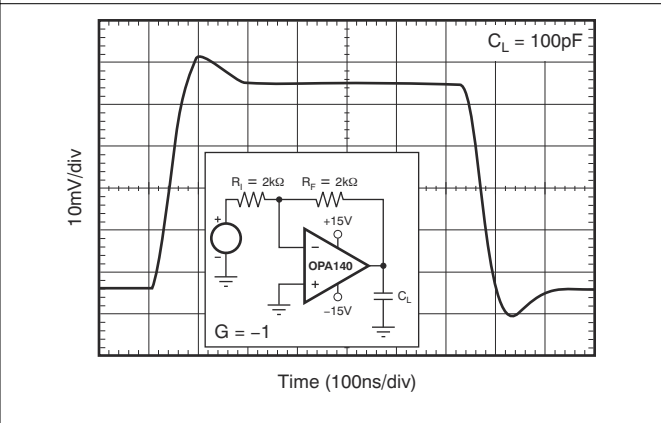 C_L = 100pF
10mV/div
R_I = 2kΩ
R_F = 2kΩ
+15V
+
−
−
OPA140
+
C_L
−15V
G = −1
Time (100ns/div)